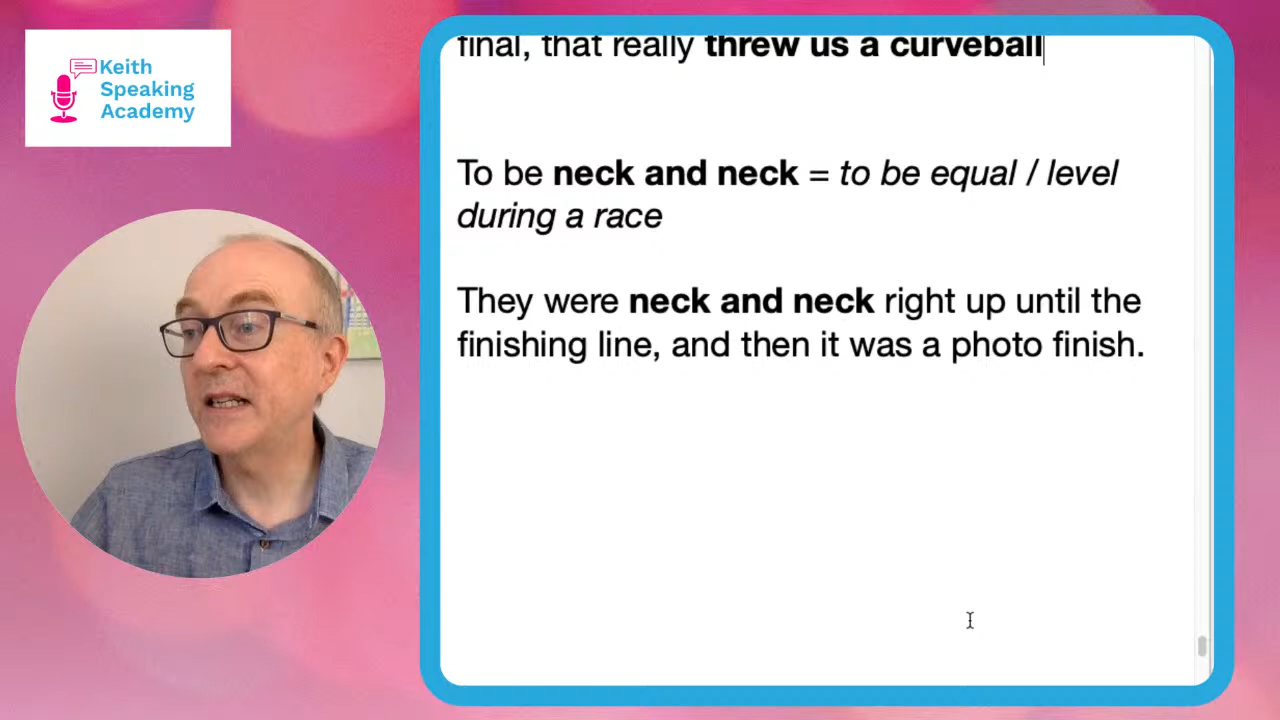 Keith
Speaking
Academy
final, that really threw us a curveball
To be neck and neck = to be equal / level
during a race
They were neck and neck right up until the
finishing line, and then it was a photo finish.